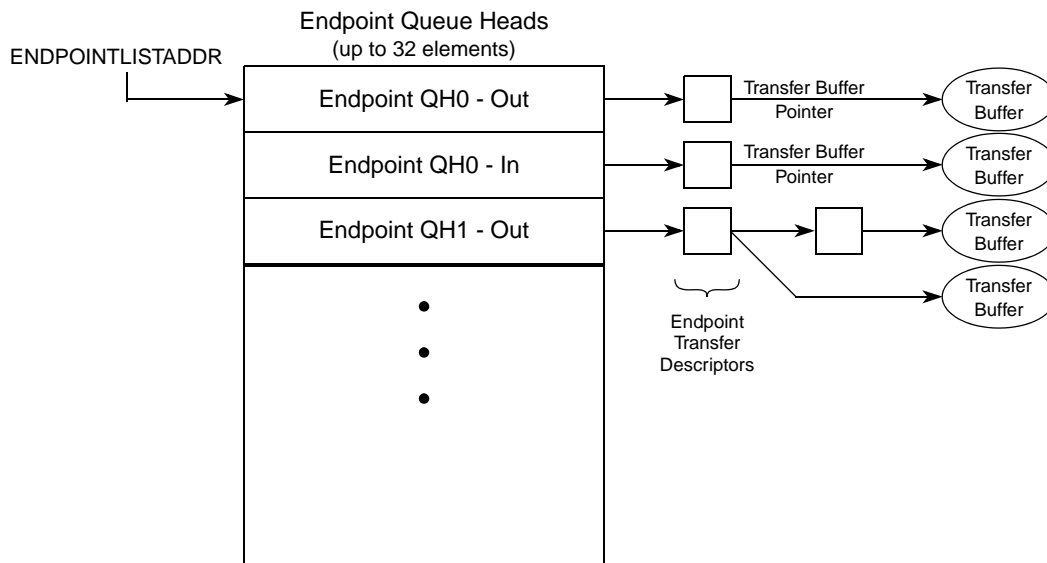 Endpoint Queue Heads
(up to 32 elements)
ENDPOINTLISTADDR
Endpoint QH0 - Out
Transfer Buffer
Pointer
Transfer
Buffer
Endpoint QH0 - In
Transfer Buffer
Pointer
Transfer
Buffer
Endpoint QH1 - Out
Transfer
Buffer
Transfer
Buffer
Endpoint
Transfer
Descriptors